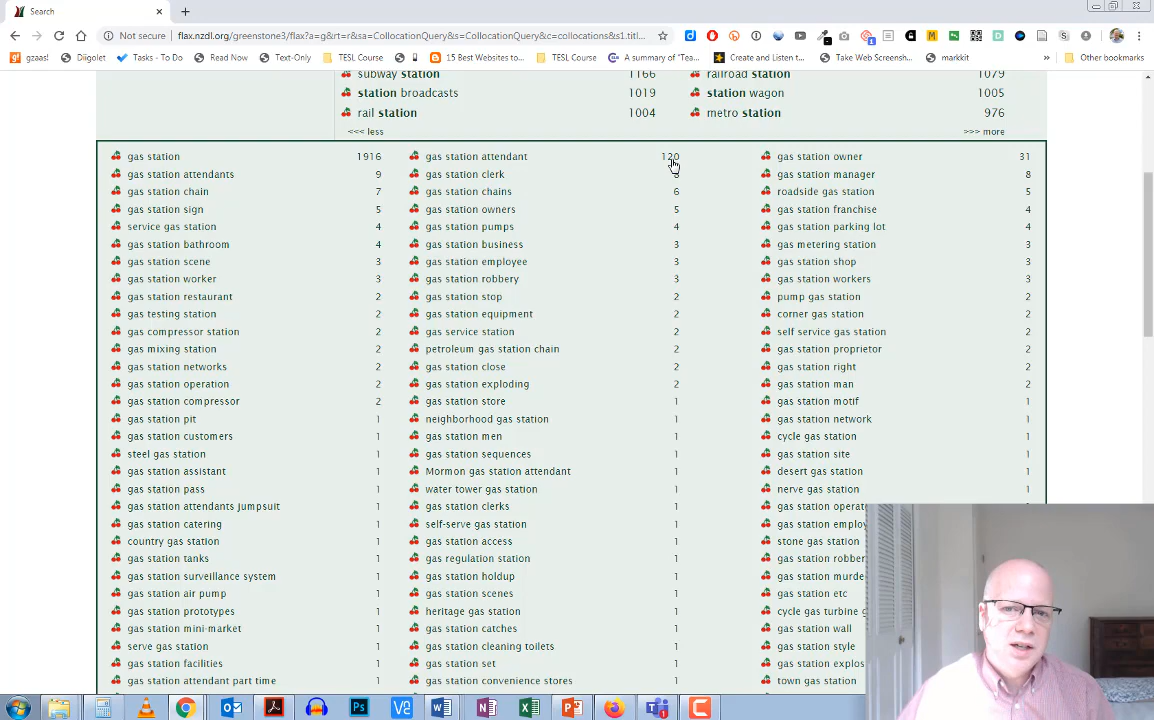 Search
Not secure flax.nzdl.org/greenstone3/flax?a=g&rt=r&sa=CollocationQuery&s=CollocationQuery&c=collocations&s1.titl...
gaaas! Diigolet Tasks - To Do Read Now Text-Only TESL Course 15 Best Websites to... TESL Course A summary of 'Tea... Create and Listen t... Take Web Screensh... markkit » Other bookmarks
subway station 1166 railroad station 1079
station broadcasts 1019 station wagon 1005
rail station 1004 metro station 976
<<< less >>> more
gas station 1916 gas station attendant 120 gas station owner 31
gas station attendants 9 gas station clerk gas station manager 8
gas station chain 7 gas station chains 6 roadside gas station 5
gas station sign 5 gas station owners 5 gas station franchise 4
service gas station 4 gas station pumps 4 gas station parking lot 4
gas station bathroom 4 gas station business 3 gas metering station 3
gas station scene 3 gas station employee 3 gas station shop 3
gas station worker 3 gas station robbery 3 gas station workers 3
gas station restaurant 2 gas station stop 2 pump gas station 2
gas testing station 2 gas station equipment 2 corner gas station 2
gas compressor station 2 gas service station 2 self service gas station 2
gas mixing station 2 petroleum gas station chain 2 gas station proprietor 2
gas station networks 2 gas station close 2 gas station right 2
gas station operation 2 gas station exploding 2 gas station man 2
gas station compressor 2 gas station store 1 gas station motif 1
gas station pit 1 neighborhood gas station 1 gas station network 1
gas station customers 1 gas station men 1 cycle gas station 1
steel gas station 1 gas station sequences 1 gas station site 1
gas station assistant 1 Mormon gas station attendant 1 desert gas station 1
gas station pass 1 water tower gas station 1 nerve gas station 1
gas station attendants jumpsuit 1 gas station clerks 1 gas station operat
gas station catering 1 self-serve gas station 1 gas station employ
country gas station 1 gas station access 1 stone gas station
gas station tanks 1 gas regulation station 1 gas station robber
gas station surveillance system 1 gas station holdup 1 gas station murde
gas station air pump 1 gas station scenes 1 gas station etc
gas station prototypes 1 heritage gas station 1 cycle gas turbine g
gas station mini-market 1 gas station catches 1 gas station wall
serve gas station 1 gas station cleaning toilets 1 gas station style
gas station facilities 1 gas station set 1 gas station explos
gas station attendant part time 1 gas station convenience stores 1 town gas station